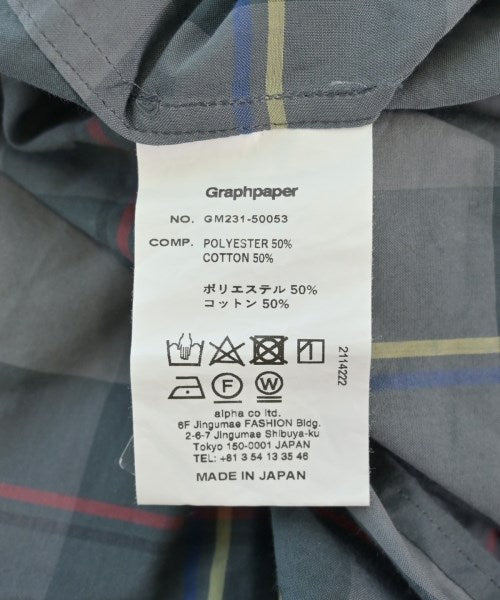 Graphpaper
NO. GM231-50053
COMP. POLYESTER 50%
COTTON 50%
ポリエステル 50%
コットン 50%
2114222
F W
alpha co ltd.
6F Jingumae FASHION Bldg.
2-6-7 Jingumae Shibuya-ku
Tokyo 150-0001 JAPAN
TEL: +81 3 54 13 35 46
MADE IN JAPAN